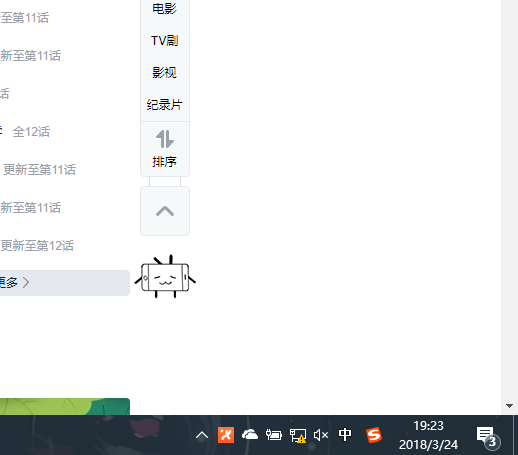 至第11话
新至第11话
话
全12话
更新至第11话
新至第11话
更新至第12话
更多
电影
TV剧
影视
纪录片
排序
中
19:23
2018/3/24
3